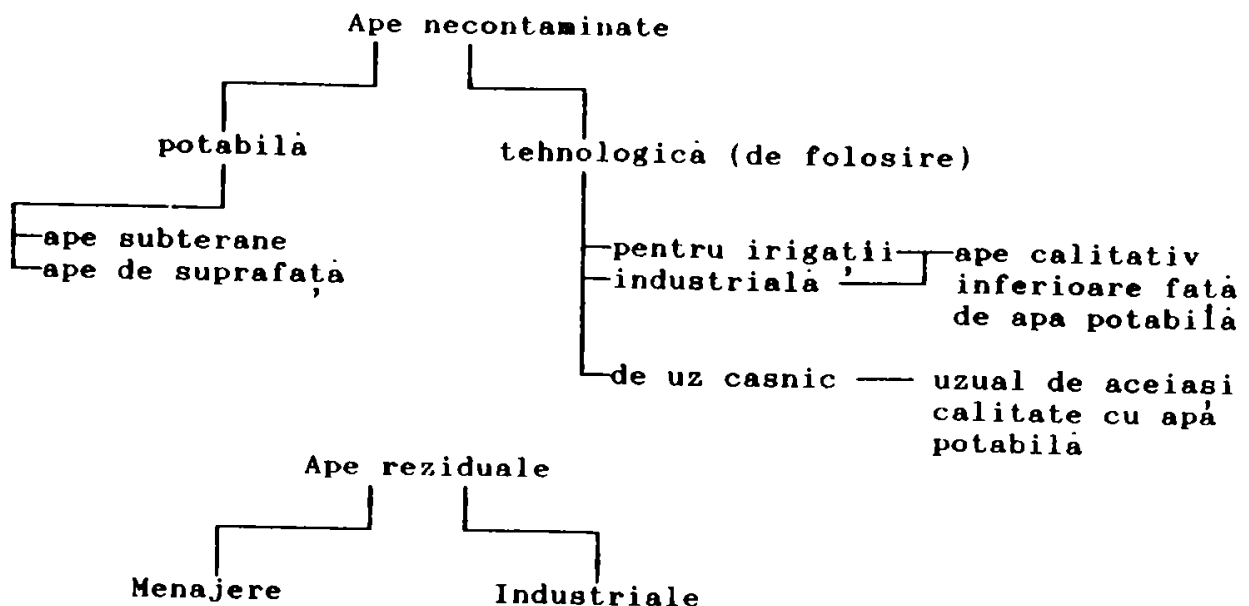 Ape necontaminate
potabilă
tehnologică (de folosire)
ape subterane
ape de suprafață
pentru irigații
industrială
ape calitativ
inferioare față
de apa potabilă
de uz casnic
uzual de aceiași
calitate cu apă
potabilă
Ape reziduale
Menajere
Industriale